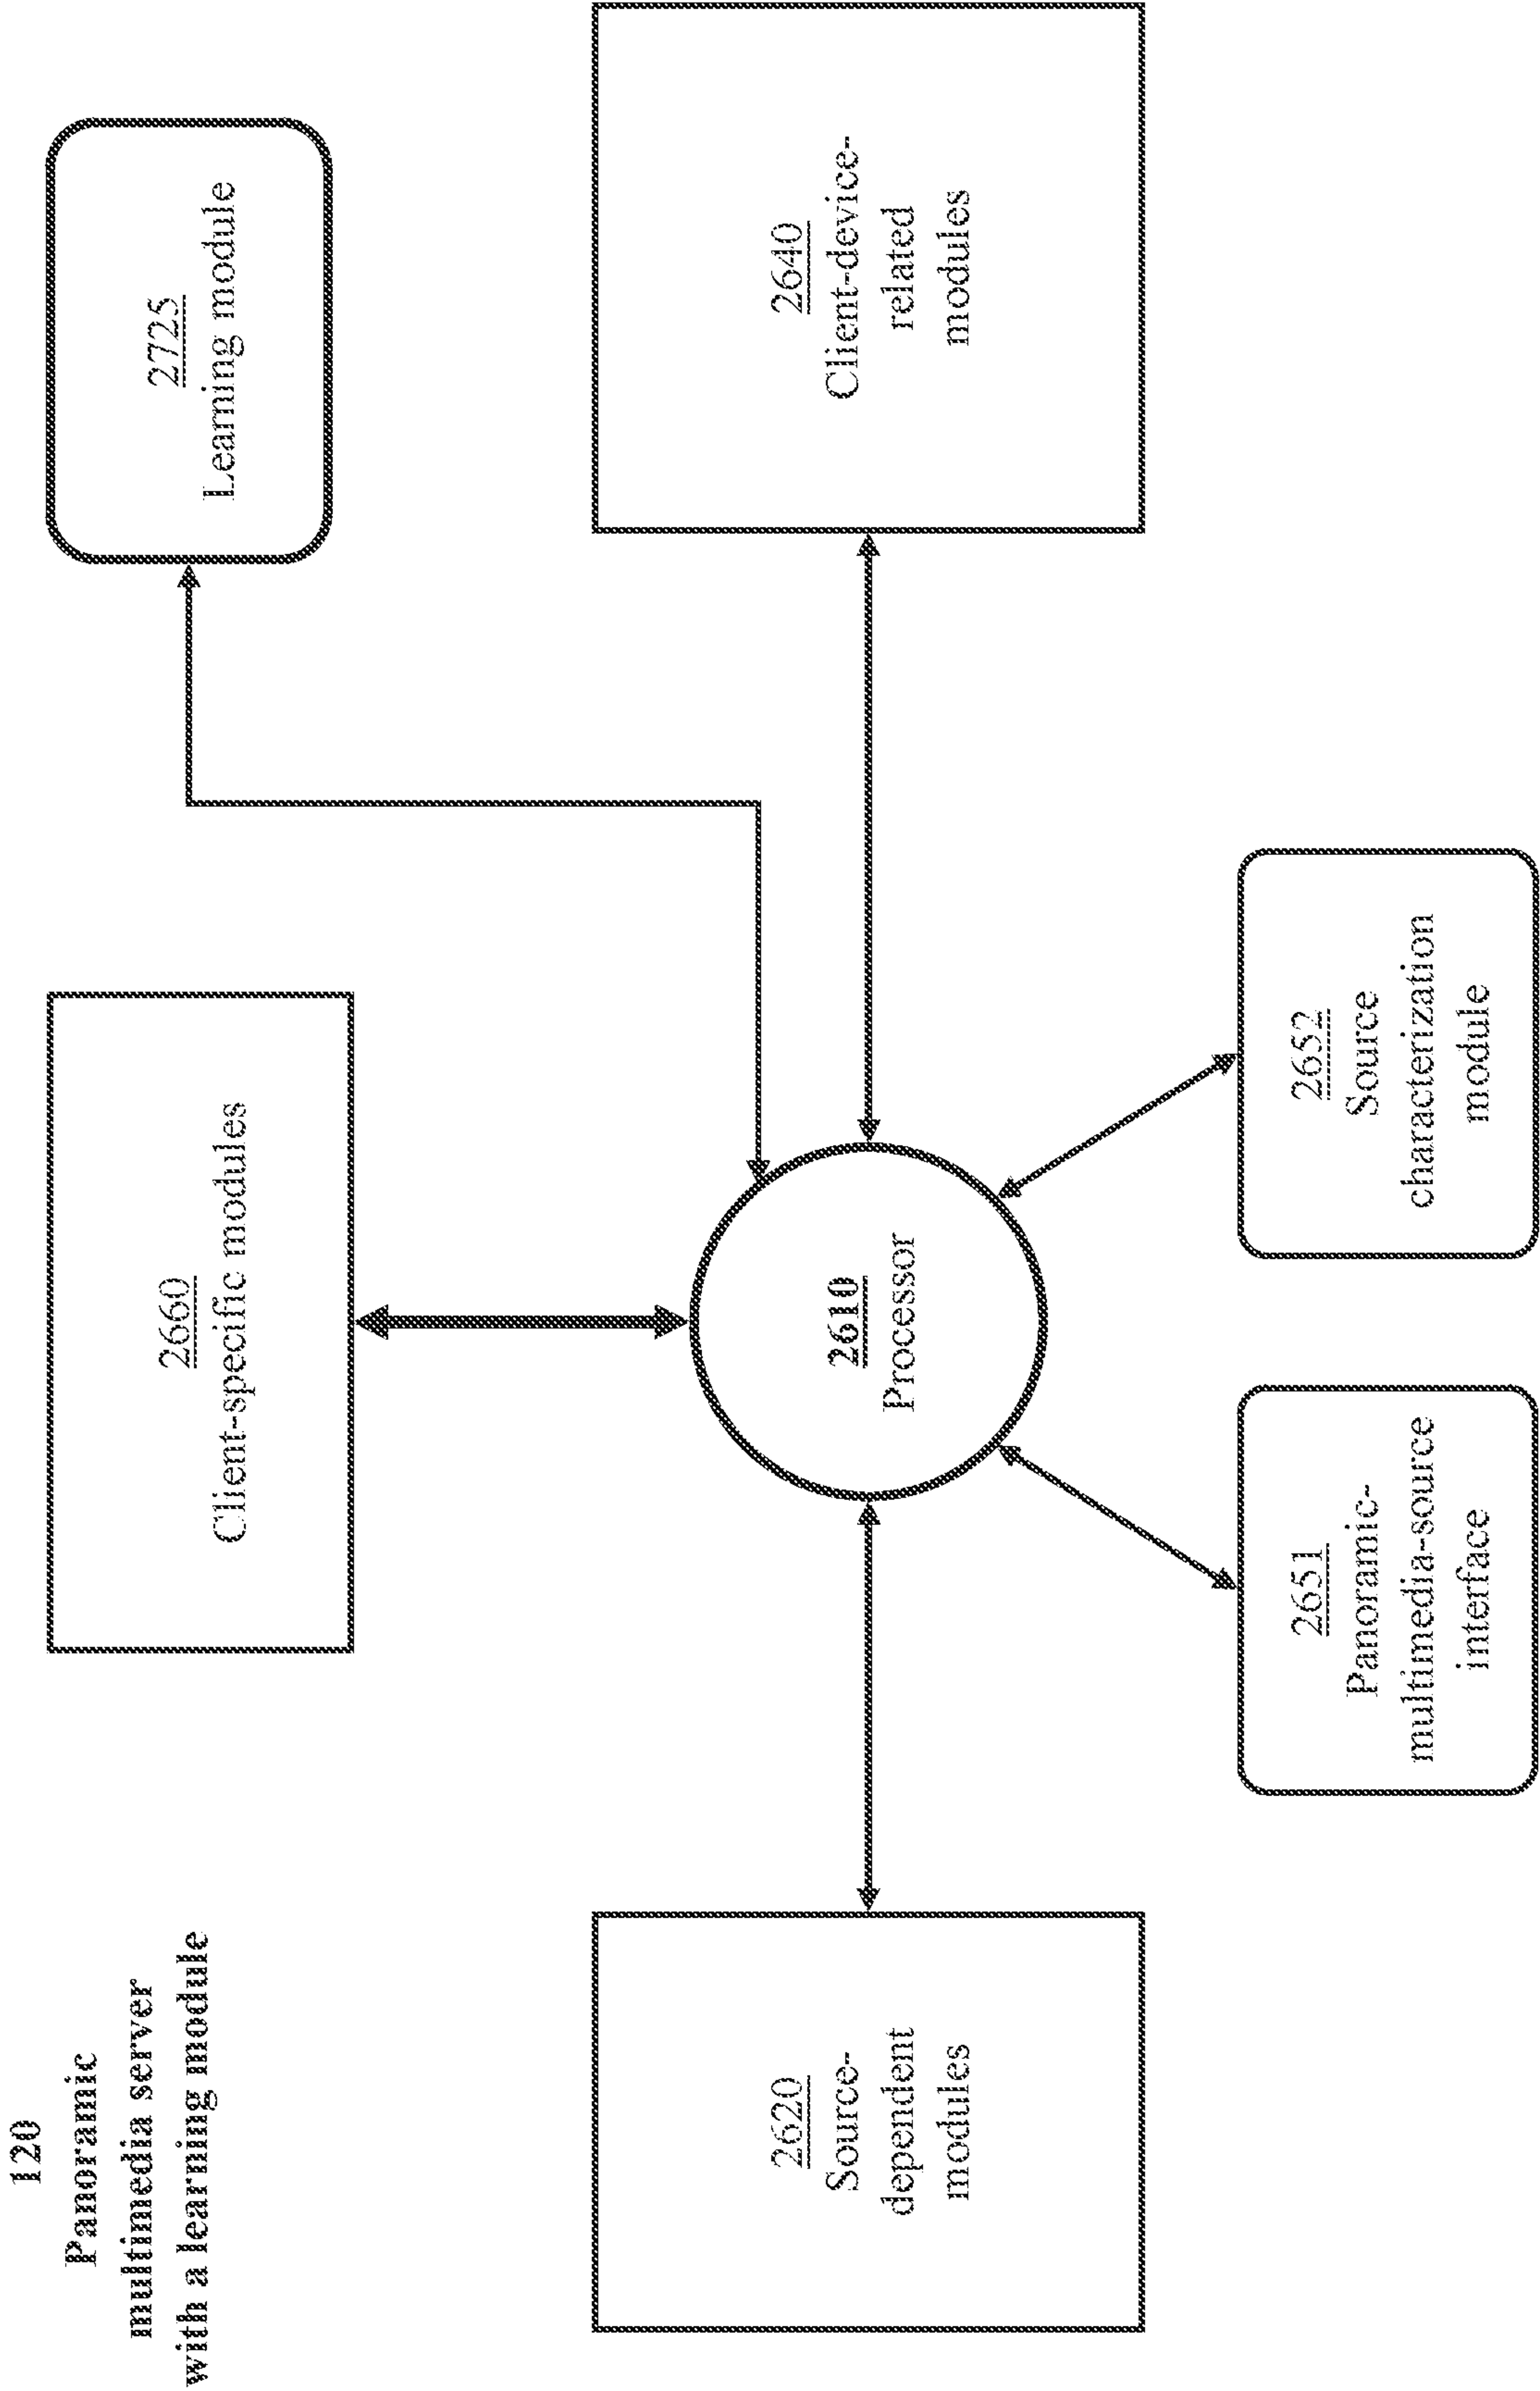 120
Panoramic
multimedia server
with a learning module
2660
Client-specific modules
2725
Learning module
2620
Source-
dependent
modules
2610
Processor
2640
Client-device-
related
modules
2651
Panoramic-
multimedia-source
interface
2652
Source
characterization
module